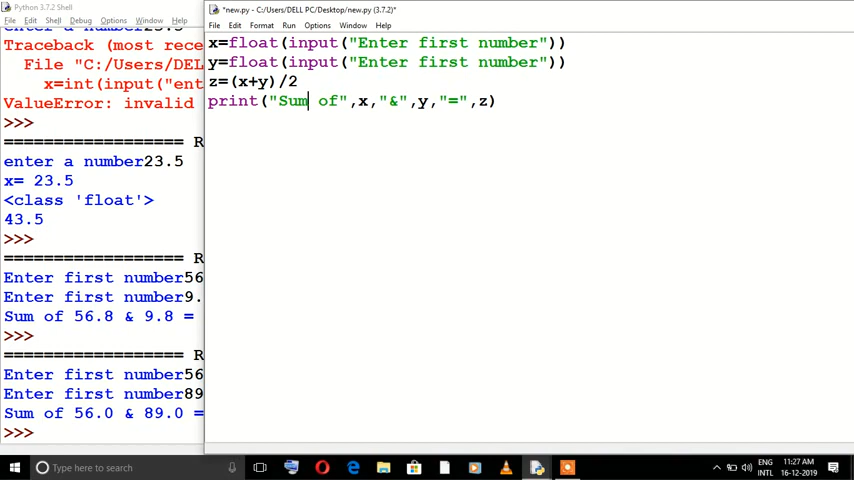 Python 3.7.2 Shell
File Edit Shell Debug Options Window Help
enter a number23.5
Traceback (most rece
File "C:/Users/DEL
x=int(input("ent
ValueError: invalid
>>>
================== R
enter a number23.5
x= 23.5
<class 'float'>
43.5
>>>
================== R
Enter first number56
Enter first number9.
Sum of 56.8 & 9.8 =
>>>
================== R
Enter first number56
Enter first number89
Sum of 56.0 & 89.0 =
>>>
*new.py - C:/Users/DELL PC/Desktop/new.py (3.7.2)*
File Edit Format Run Options Window Help
x=float(input("Enter first number"))
y=float(input("Enter first number"))
z=(x+y)/2
print("Sum of",x,"&",y,"=",z)
Type here to search
ENG
INTL
11:27 AM
16-12-2019